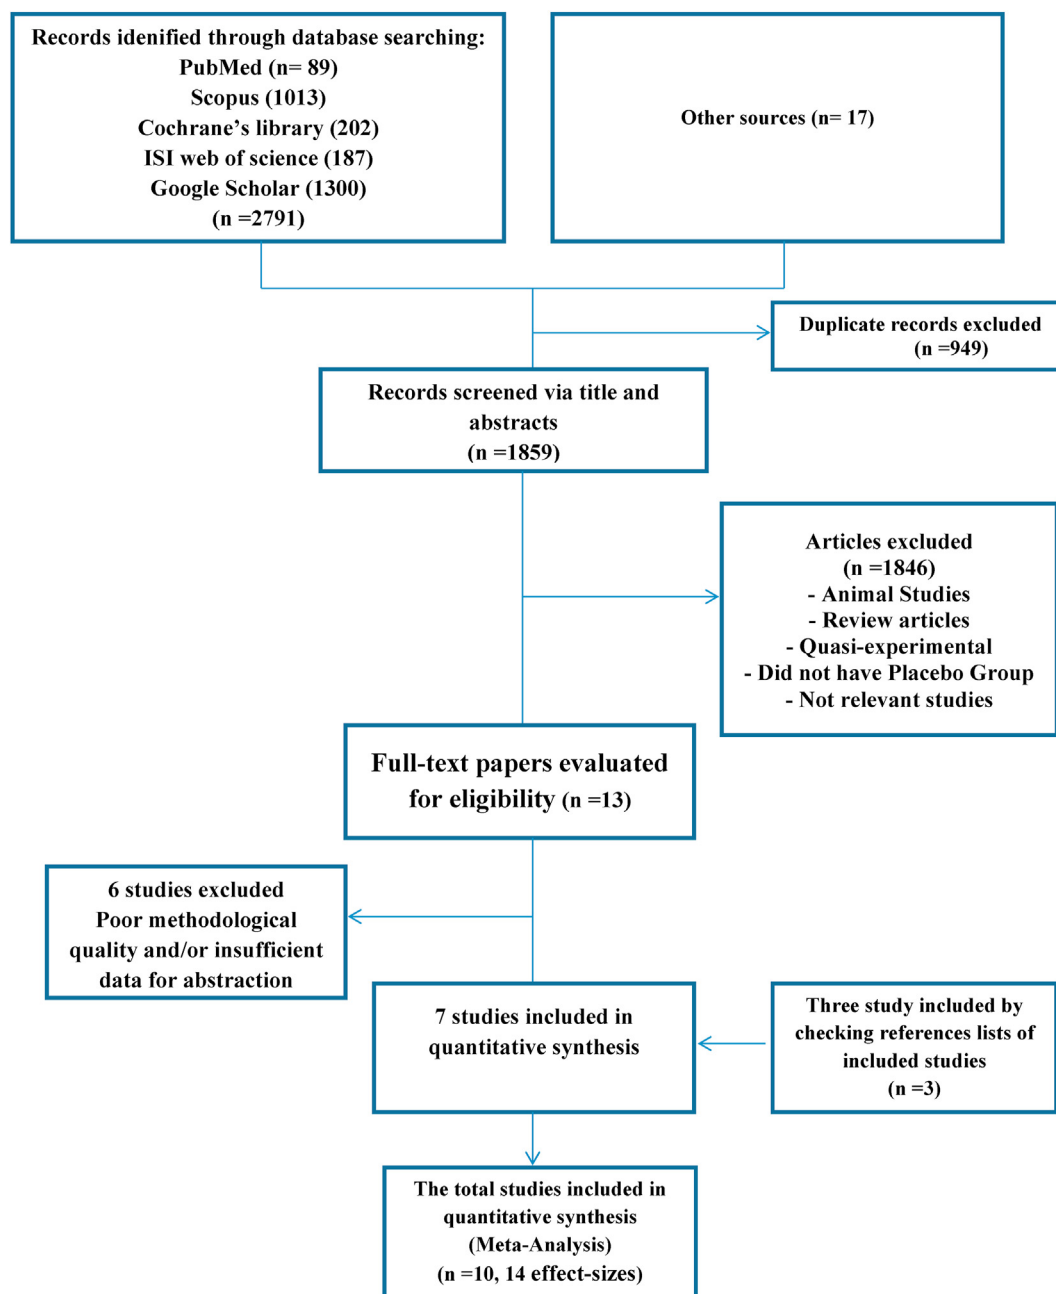 Records idenified through database searching:
PubMed (n= 89)
Scopus (1013)
Cochrane’s library (202)
ISI web of science (187)
Google Scholar (1300)
(n =2791)
Other sources (n= 17)
Duplicate records excluded
(n =949)
Records screened via title and
abstracts
(n =1859)
Articles excluded
(n =1846)
- Animal Studies
- Review articles
- Quasi-experimental
- Did not have Placebo Group
- Not relevant studies
Full-text papers evaluated
for eligibility (n =13)
6 studies excluded
Poor methodological
quality and/or insufficient
data for abstraction
7 studies included in
quantitative synthesis
Three study included by
checking references lists of
included studies
(n =3)
The total studies included in
quantitative synthesis
(Meta-Analysis)
(n =10, 14 effect-sizes)